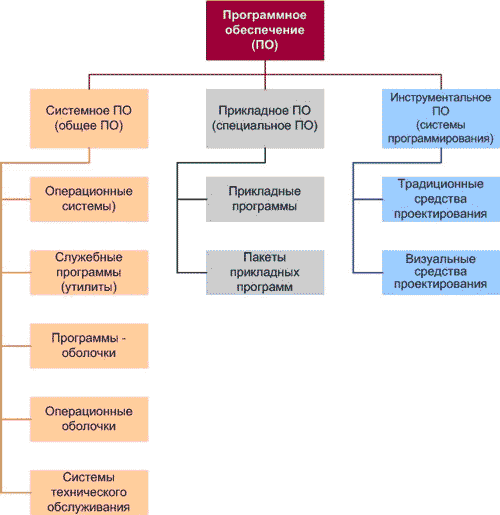 Программное
обеспечение
(ПО)
Системное ПО
(общее ПО)
Прикладное ПО
(специальное ПО)
Инструментальное
ПО
(системы
программирования)
Операционные
системы)
Прикладные
программы
Традиционные
средства
проектирования
Служебные
программы
(утилиты)
Пакеты
прикладных
программ
Визуальные
средства
проектирования
Программы -
оболочки
Операционные
оболочки
Системы
технического
обслуживания